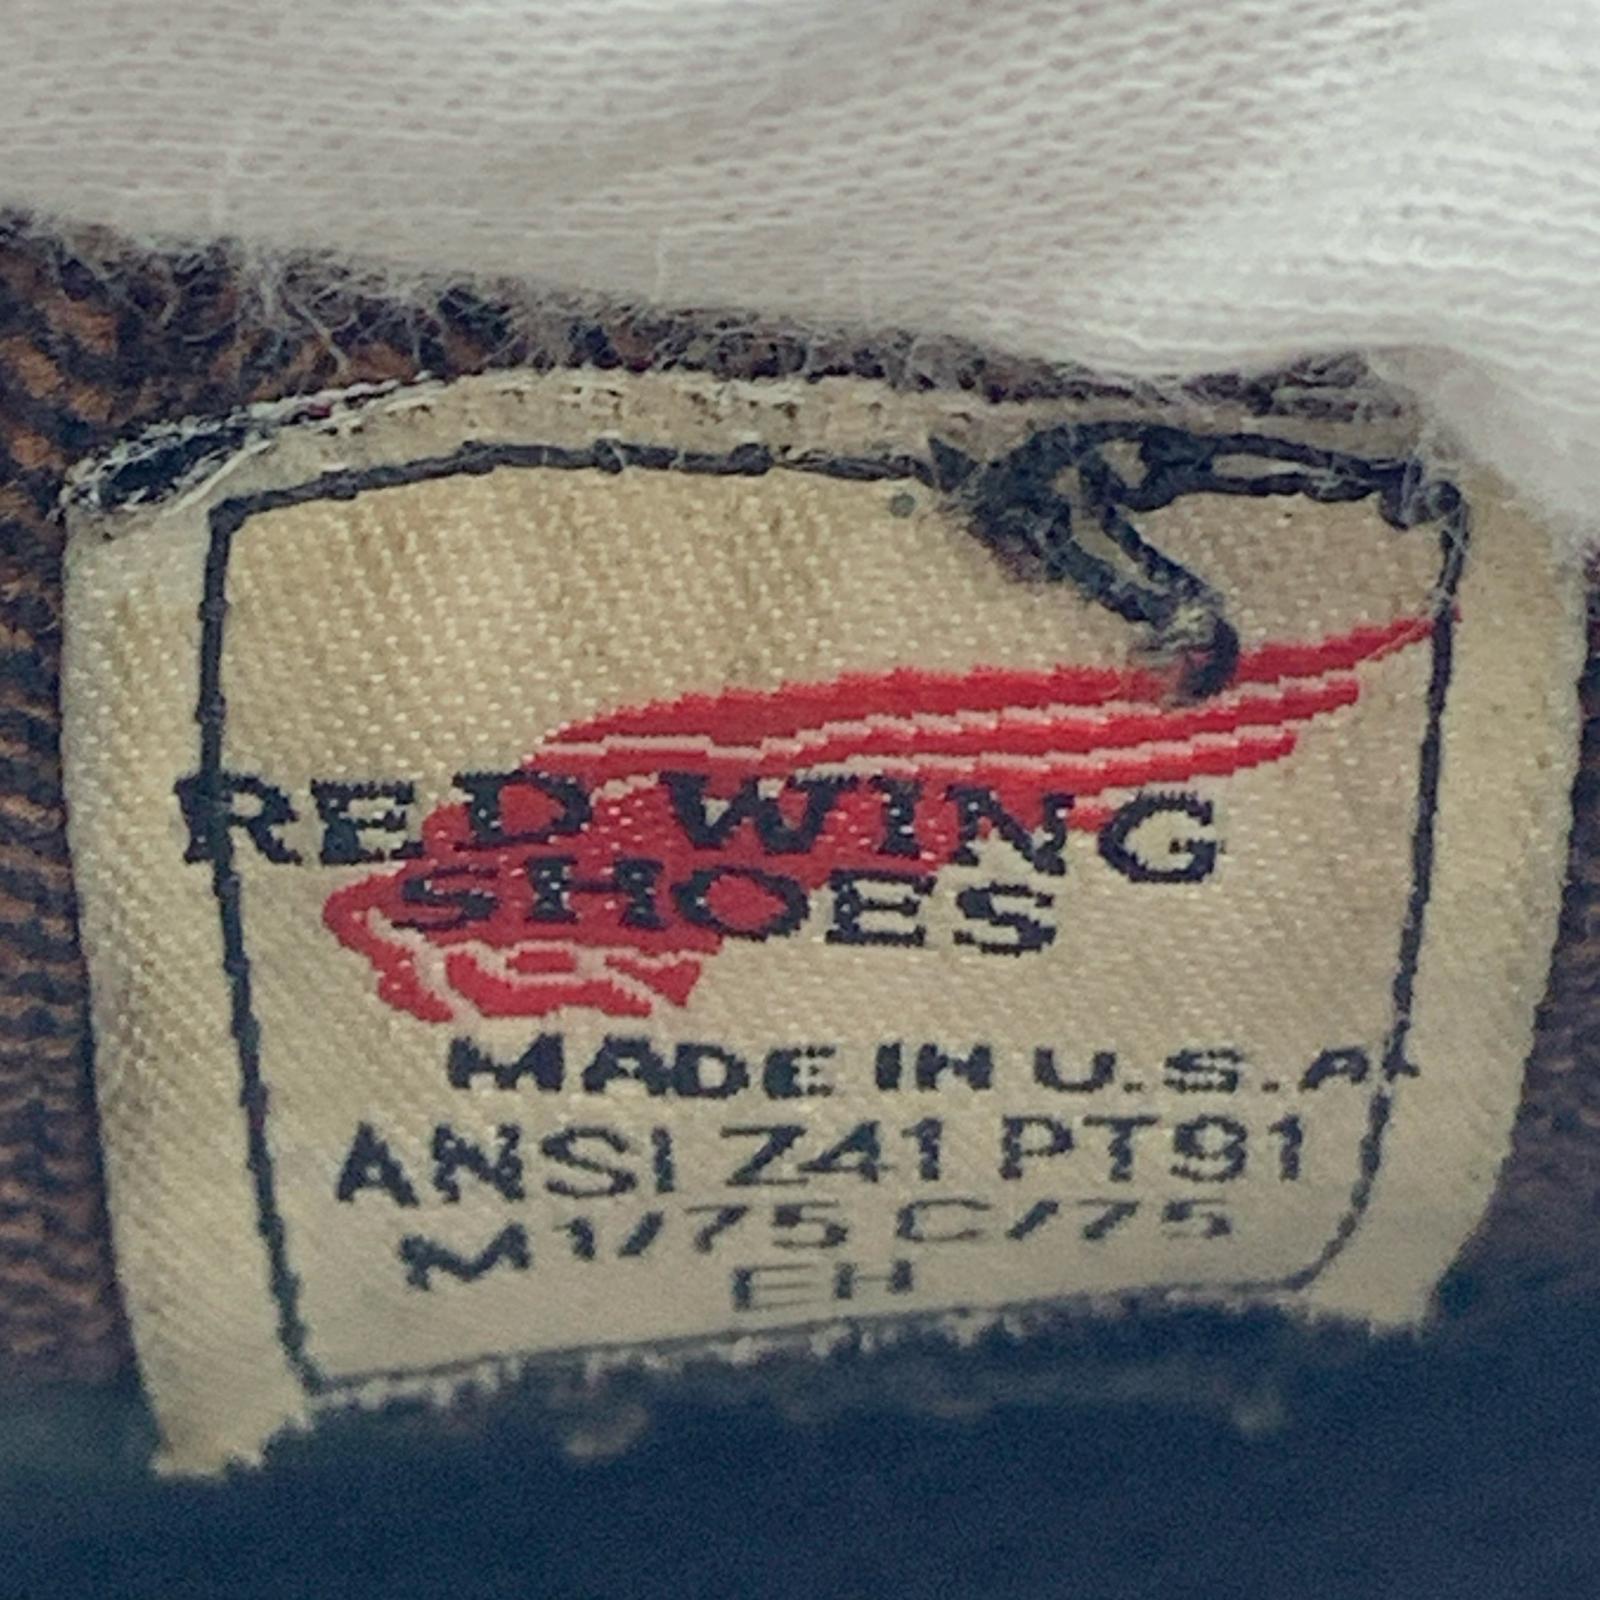 RED WING
SHOES
MADE IN U.S.A.
ANSI Z41 PT91
M1/75 C/75
EH